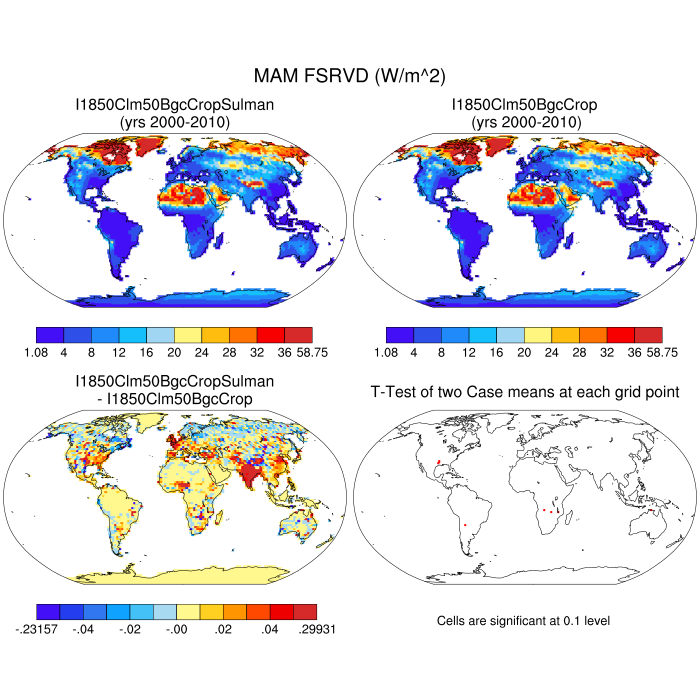 MAM FSRVD (W/m^2)
I1850Clm50BgcCropSulman
(yrs 2000-2010)
I1850Clm50BgcCrop
(yrs 2000-2010)
1.08 4 8 12 16 20 24 28 32 36 58.75
1.08 4 8 12 16 20 24 28 32 36 58.75
I1850Clm50BgcCropSulman
- I1850Clm50BgcCrop
T-Test of two Case means at each grid point
-.23157 -.04 -.02 -.00 .02 .04 .29931
Cells are significant at 0.1 level